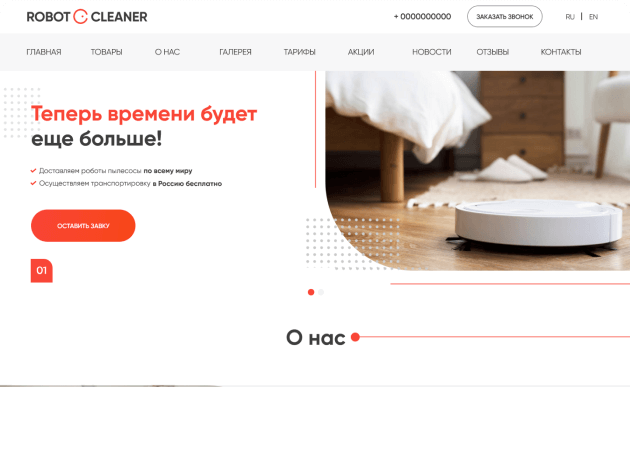 ROBOT CLEANER
+ 0000000000
ЗАКАЗАТЬ ЗВОНОК
RU | EN
ГЛАВНАЯ ТОВАРЫ О НАС ГАЛЕРЕЯ ТАРИФЫ АКЦИИ НОВОСТИ ОТЗЫВЫ КОНТАКТЫ
Теперь времени будет
еще больше!
Доставляем роботы пылесосы по всему миру
Осуществляем транспортировку в Россию бесплатно
ОСТАВИТЬ ЗАВКУ
01
О нас